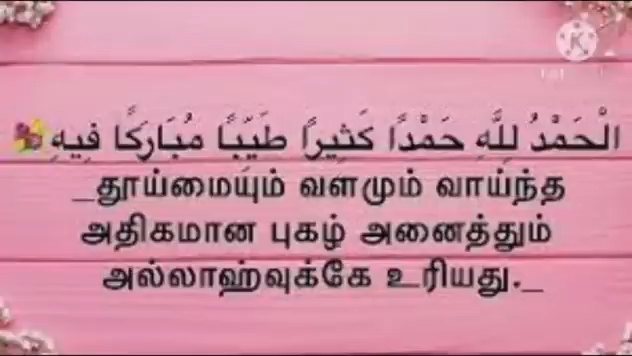 الْحَمْدُ لِلَّهِ حَمْدًا كَثِيرًا طَيِّبًا مُبَارَكًا فِيهِ
_தூய்மையும் வளமும் வாய்ந்த
அதிகமான புகழ் அனைத்தும்
அல்லாஹ்வுக்கே உரியது._